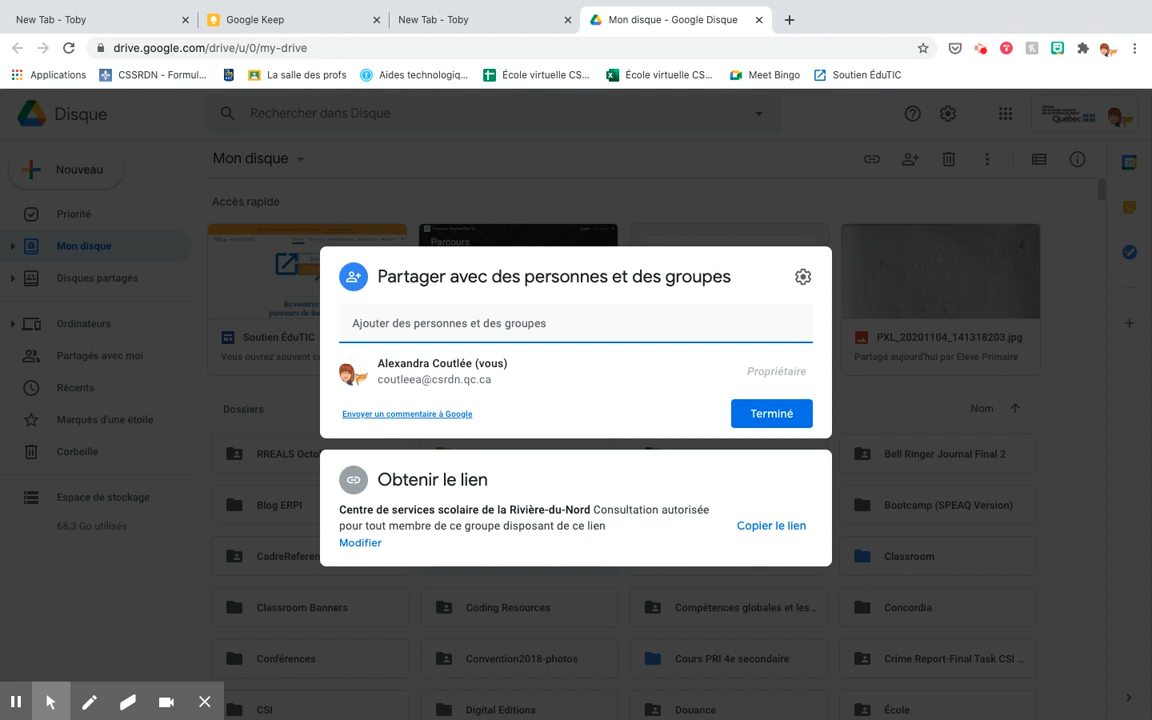 New Tab - Toby
Google Keep
New Tab - Toby
Mon disque - Google Disque
drive.google.com/drive/u/0/my-drive
Applications
CSSRDN - Formul...
La salle des profs
Aides technologiq...
École virtuelle CS...
École virtuelle CS...
Meet Bingo
Soutien ÉduTIC
Disque
Rechercher dans Disque
Québec
Nouveau
Mon disque
Priorité
Mon disque
Disques partagés
Ordinateurs
Partagés avec moi
Récents
Marqués d'une étoile
Corbeille
Espace de stockage
68,3 Go utilisés
Accès rapide
Parcours
Soutien ÉduTIC
Vous ouvrez souvent c
PXL_20201104_141318203.jpg
Partagé aujourd'hui par Eleve Primaire
Partager avec des personnes et des groupes
Ajouter des personnes et des groupes
Alexandra Coutlée (vous)
coutleea@csrdn.qc.ca
Propriétaire
Envoyer un commentaire à Google
Terminé
Obtenir le lien
Centre de services scolaire de la Rivière-du-Nord Consultation autorisée
pour tout membre de ce groupe disposant de ce lien
Copier le lien
Modifier
Dossiers
Nom
RREALS Octo
Bell Ringer Journal Final 2
Blog ERPI
Bootcamp (SPEAQ Version)
CadreReferen
Classroom
Classroom Banners
Coding Resources
Compétences globales et les...
Concordia
Conférences
Convention2018-photos
Cours PRI 4e secondaire
Crime Report-Final Task CSI ...
CSI
Digital Editions
Douance
École